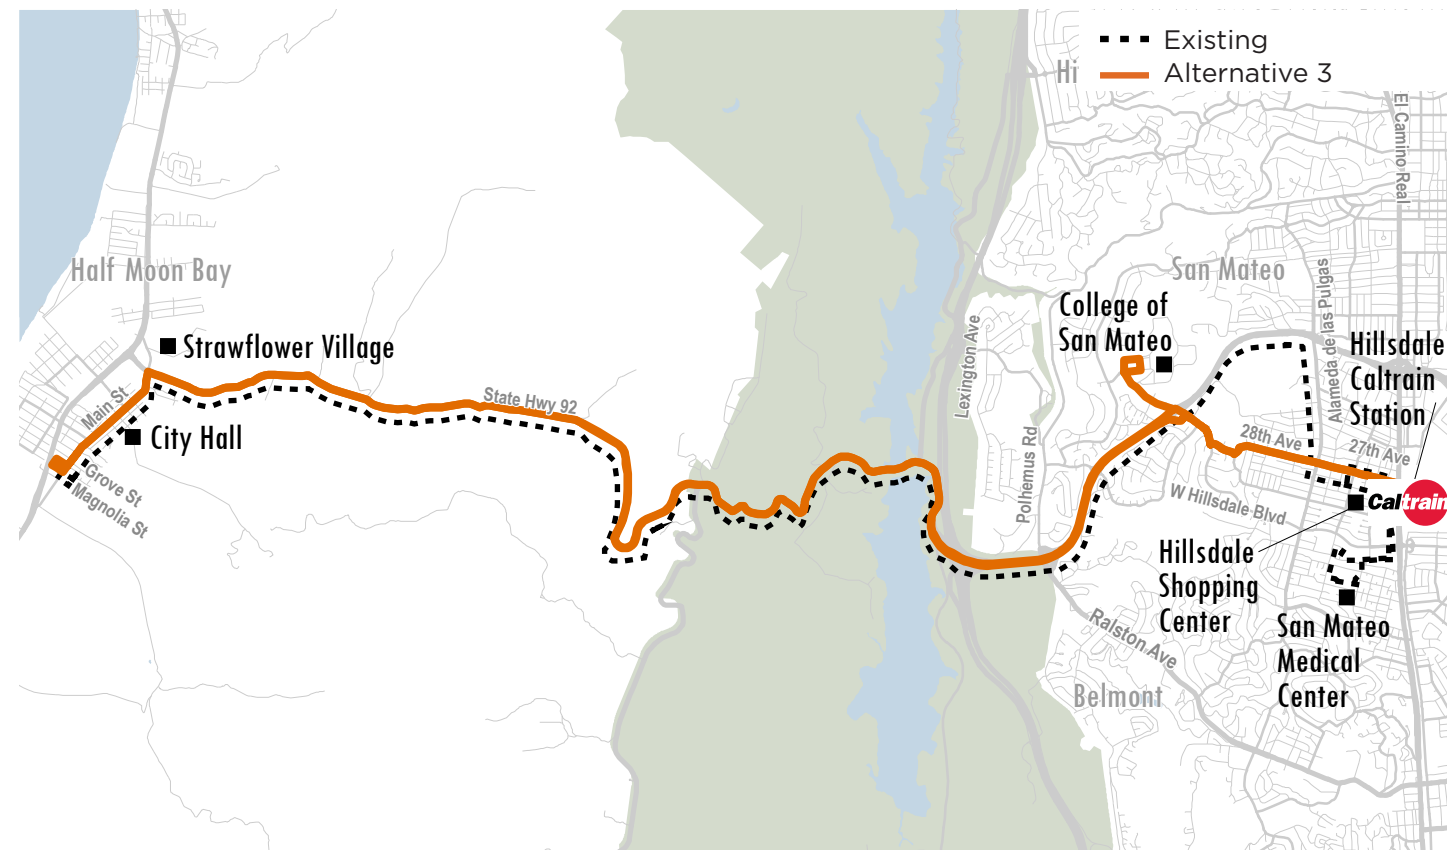 Existing
Hi
Alternative 3
El Camino Real
San Mateo
Half Moon Bay
College of
San Mateo
Alameda de las Pulgas
Lexington Ave
Strawflower Village
Hillsdale
Caltrain
Station
State Hwy 92
Main St
City Hall
28th Ave
27th Ave
Polhemus Rd
Grove St
Magnolia St
W Hillsdale Blvd
Caltrain
Hillsdale
Shopping
Center
Ralston Ave
San Mateo
Medical
Center
Belmont